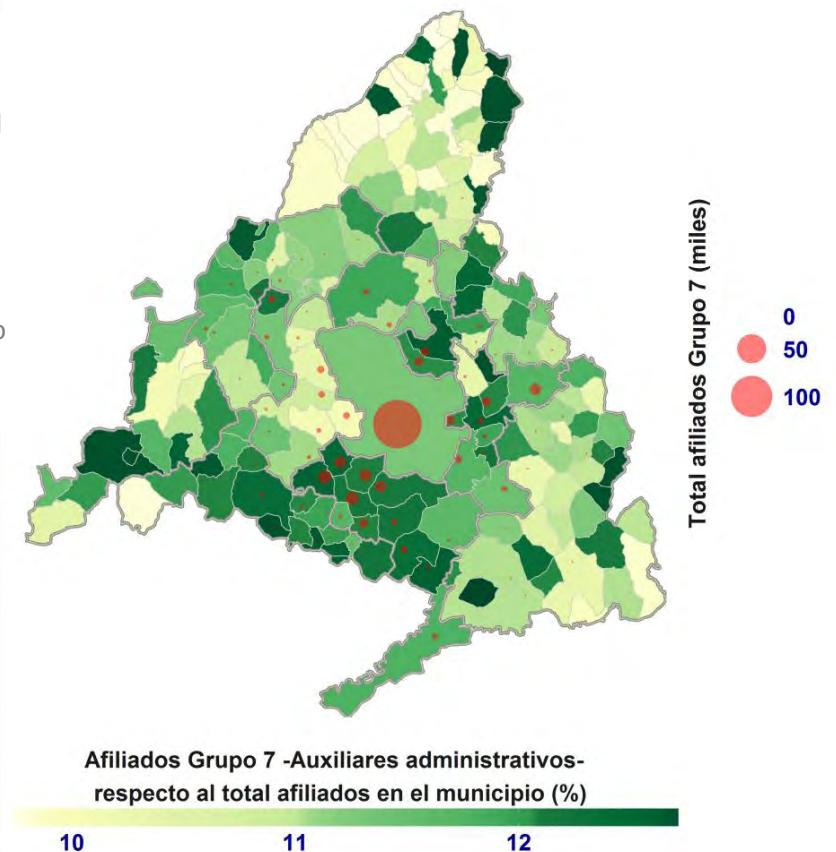 Total afiliados Grupo 7 (miles)
0
50
100
Afiliados Grupo 7 -Auxiliares administrativos-
respecto al total afiliados en el municipio (%)
10 11 12